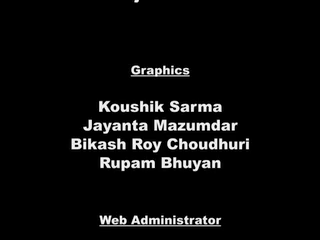 Graphics
Koushik Sarma
Jayanta Mazumdar
Bikash Roy Choudhuri
Rupam Bhuyan
Web Administrator